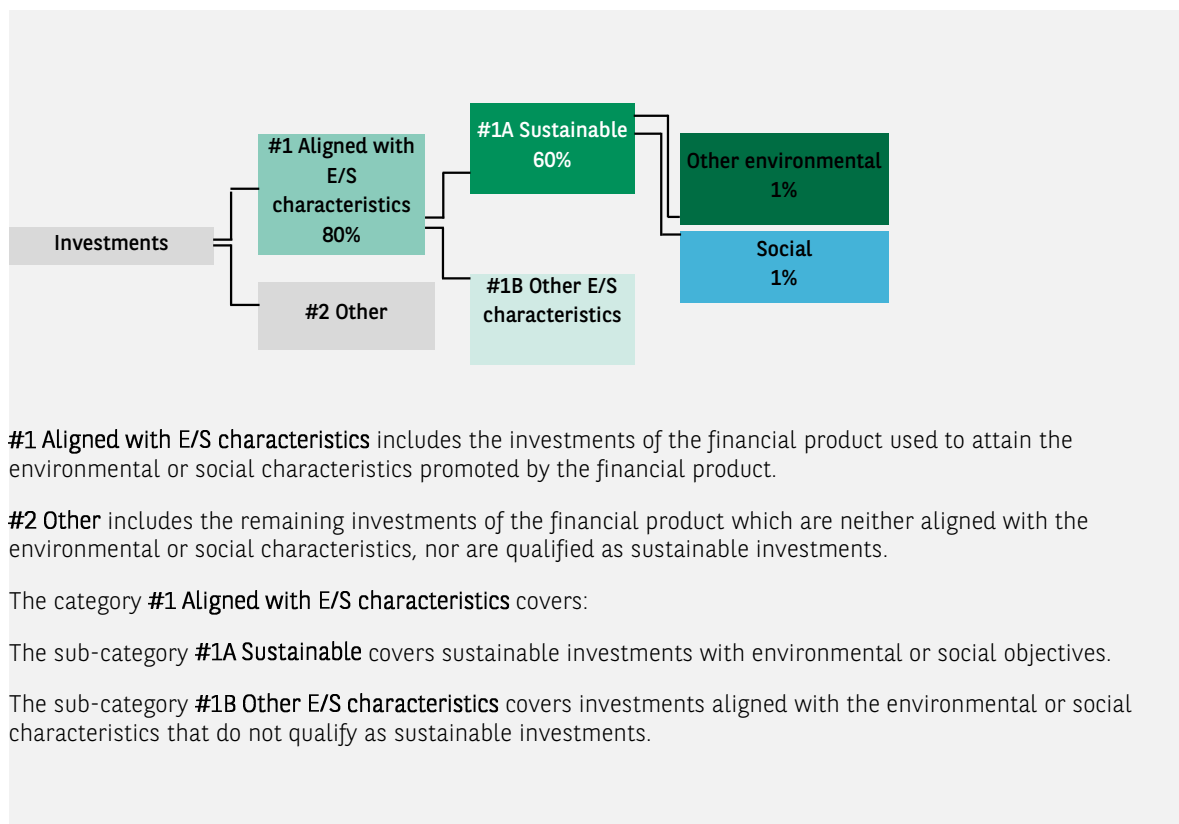 #1A Sustainable
60%
#1 Aligned with
E/S
characteristics
80%
Other environmental
1%
Investments
Social
1%
#2 Other
#1B Other E/S
characteristics
#1 Aligned with E/S characteristics includes the investments of the financial product used to attain the
environmental or social characteristics promoted by the financial product.
#2 Other includes the remaining investments of the financial product which are neither aligned with the
environmental or social characteristics, nor are qualified as sustainable investments.
The category #1 Aligned with E/S characteristics covers:
The sub-category #1A Sustainable covers sustainable investments with environmental or social objectives.
The sub-category #1B Other E/S characteristics covers investments aligned with the environmental or social
characteristics that do not qualify as sustainable investments.